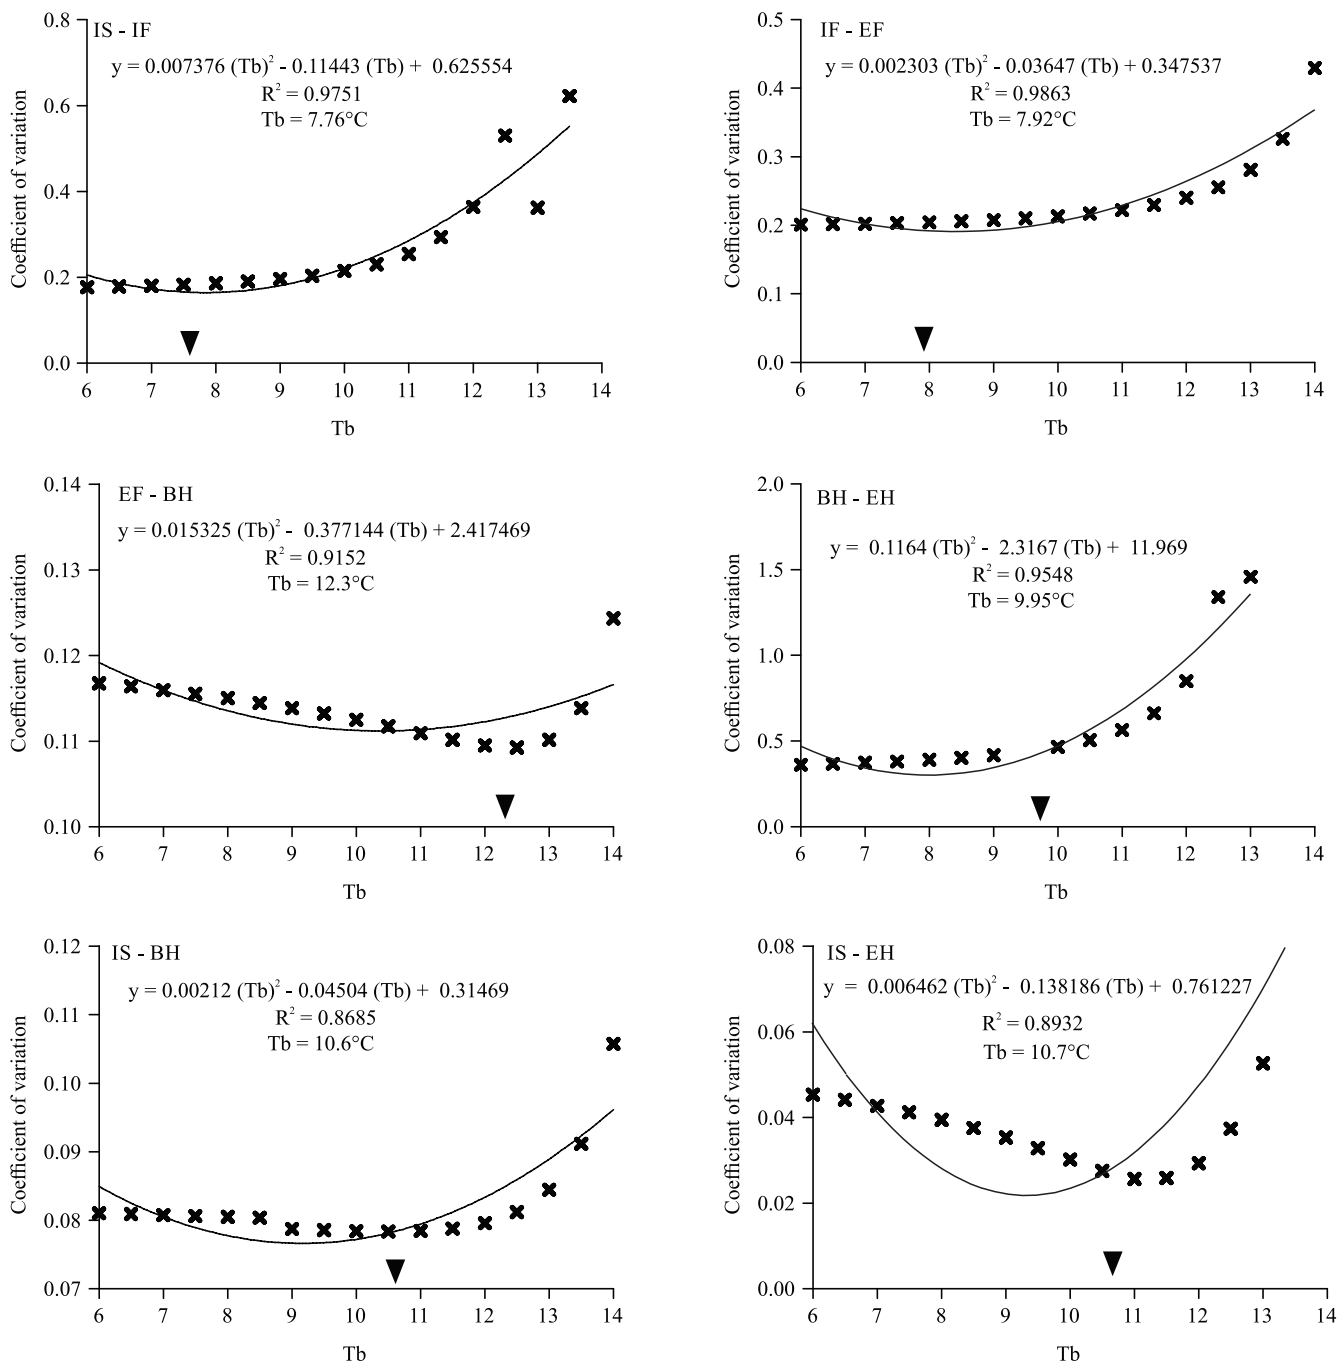 IS - IF
y = 0.007376 (Tb)² - 0.11443 (Tb) + 0.625554
R² = 0.9751
Tb = 7.76°C
Coefficient of variation
0.8
0.6
0.4
0.2
0.0
6 7 8 9 10 11 12 13 14
Tb
IF - EF
y = 0.002303 (Tb)² - 0.03647 (Tb) + 0.347537
R² = 0.9863
Tb = 7.92°C
Coefficient of variation
0.5
0.4
0.3
0.2
0.1
0.0
6 7 8 9 10 11 12 13 14
Tb
EF - BH
y = 0.015325 (Tb)² - 0.377144 (Tb) + 2.417469
R² = 0.9152
Tb = 12.3°C
Coefficient of variation
0.14
0.13
0.12
0.11
0.10
6 7 8 9 10 11 12 13 14
Tb
BH - EH
y = 0.1164 (Tb)² - 2.3167 (Tb) + 11.969
R² = 0.9548
Tb = 9.95°C
Coefficient of variation
2.0
1.5
1.0
0.5
0.0
6 7 8 9 10 11 12 13 14
Tb
IS - BH
y = 0.00212 (Tb)² - 0.04504 (Tb) + 0.31469
R² = 0.8685
Tb = 10.6°C
Coefficient of variation
0.12
0.11
0.10
0.09
0.08
0.07
6 7 8 9 10 11 12 13 14
Tb
IS - EH
y = 0.006462 (Tb)² - 0.138186 (Tb) + 0.761227
R² = 0.8932
Tb = 10.7°C
Coefficient of variation
0.08
0.06
0.04
0.02
0.00
6 7 8 9 10 11 12 13 14
Tb